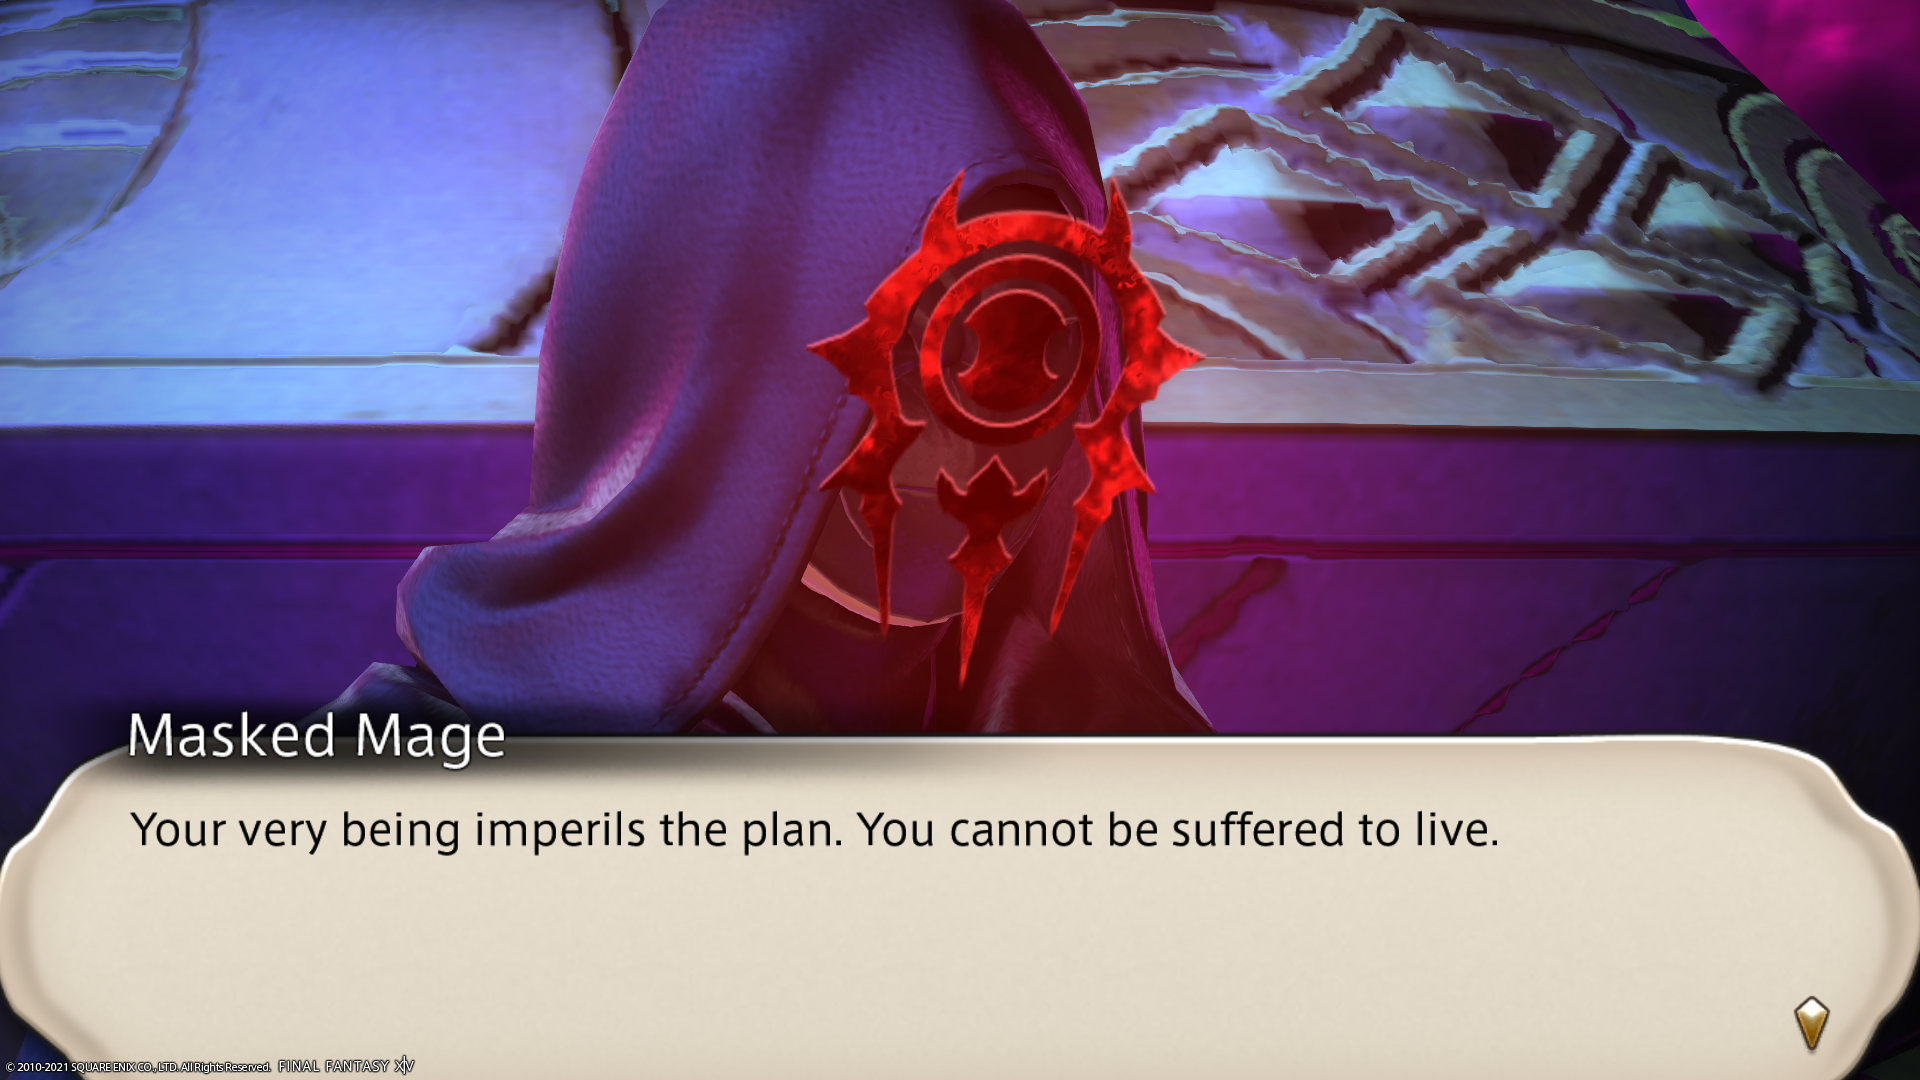 Masked Mage
Your very being imperils the plan. You cannot be suffered to live.
© 2010-2021 SQUARE ENIX CO., LTD. All Rights Reserved. FINAL FANTASY XIV